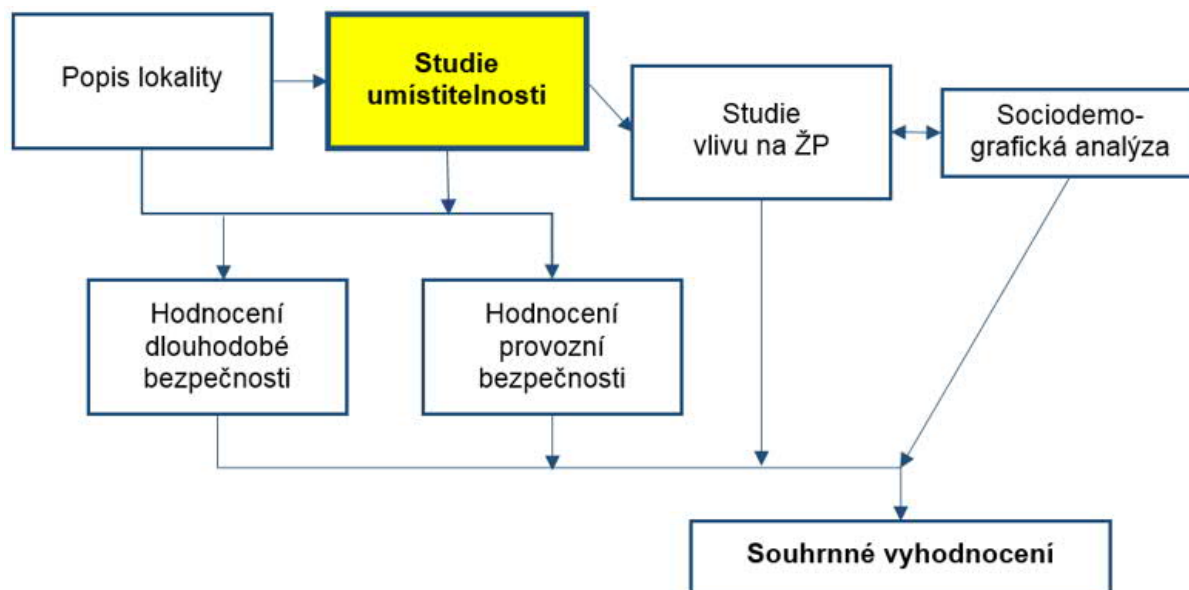 Popis lokality
Studie
umístitelnosti
Studie
vlivu na ŽP
Sociodemo-
grafická analýza
Hodnocení
dlouhodobé
bezpečnosti
Hodnocení
provozní
bezpečnosti
Souhrnné vyhodnocení